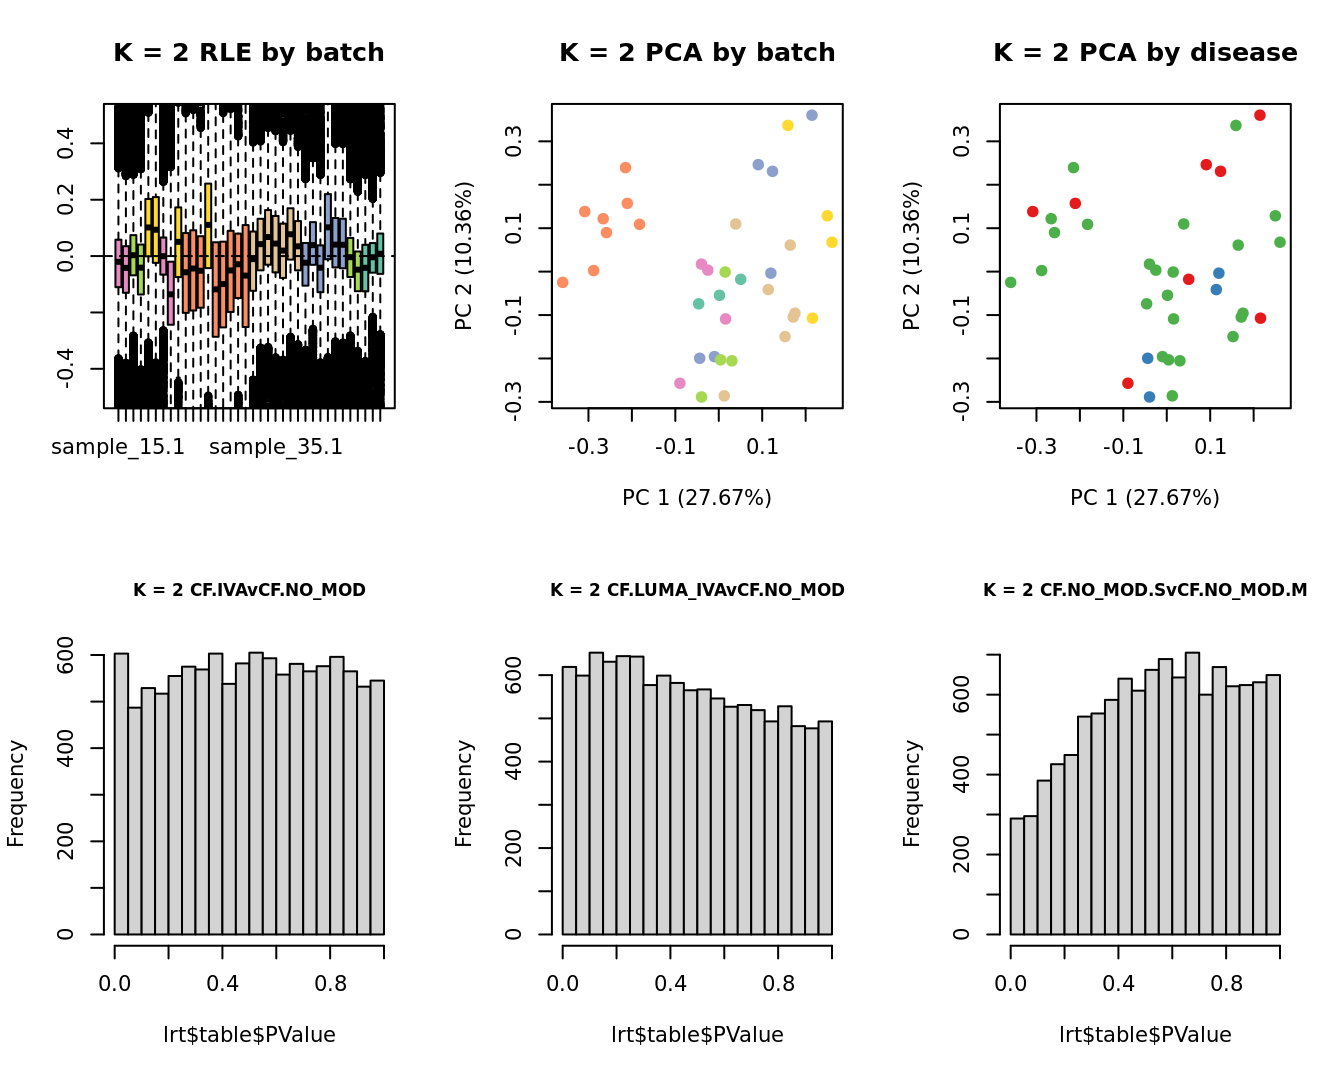 K = 2 RLE by batch
0.4
0.2
0.0
-0.4
sample_15.1 sample_35.1
K = 2 PCA by batch
PC 2 (10.36%)
0.3
0.1
-0.1
-0.3
-0.3 -0.1 0.1
PC 1 (27.67%)
K = 2 PCA by disease
PC 2 (10.36%)
0.3
0.1
-0.1
-0.3
-0.3 -0.1 0.1
PC 1 (27.67%)
K = 2 CF.IVAvCF.NO_MOD
Frequency
600
400
200
0
0.0 0.4 0.8
lrt$table$PValue
K = 2 CF.LUMA_IVAvCF.NO_MOD
Frequency
600
400
200
0
0.0 0.4 0.8
lrt$table$PValue
K = 2 CF.NO_MOD.SvCF.NO_MOD.M
Frequency
600
400
200
0
0.0 0.4 0.8
lrt$table$PValue